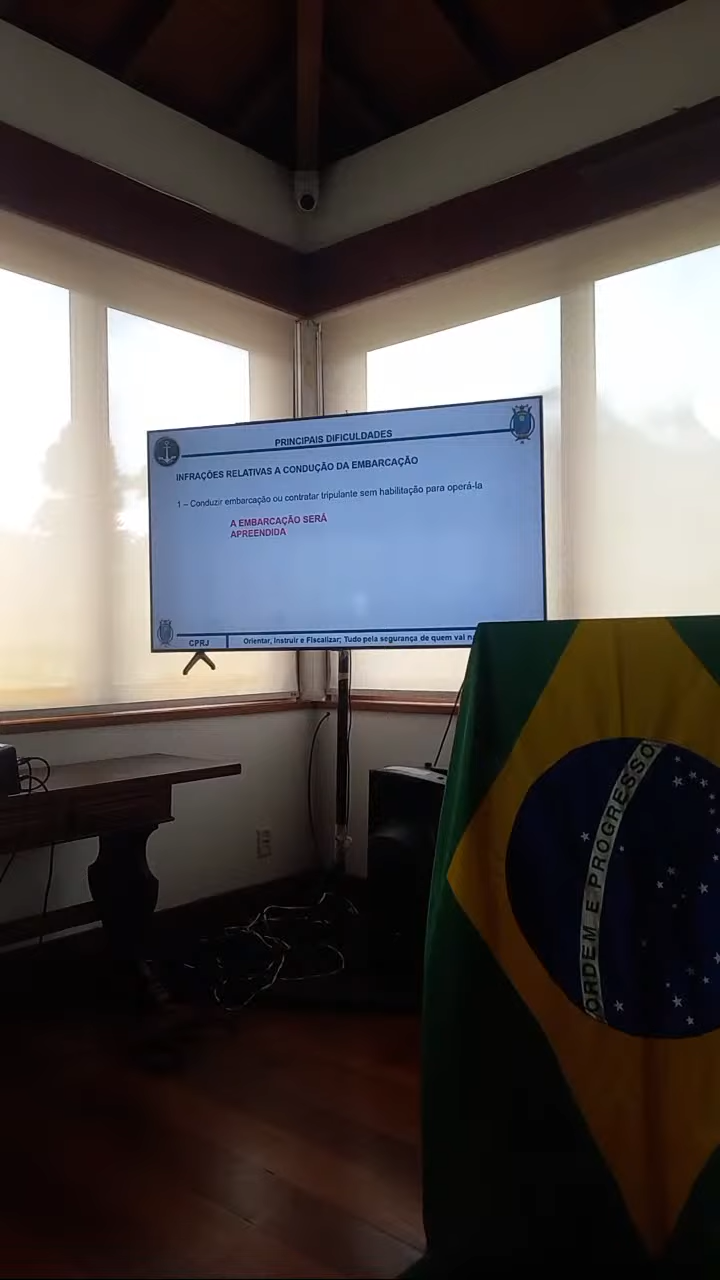 PRINCIPAIS DIFICULDADES
INFRAÇÕES RELATIVAS A CONDUÇÃO DA EMBARCAÇÃO
1 – Conduzir embarcação ou contratar tripulante sem habilitação para operá-la
A EMBARCAÇÃO SERÁ
APREENDIDA
CPRJ
Orientar, Instruir e Fiscalizar; Tudo pela segurança de quem vai
ORDEM E PROGRESSO